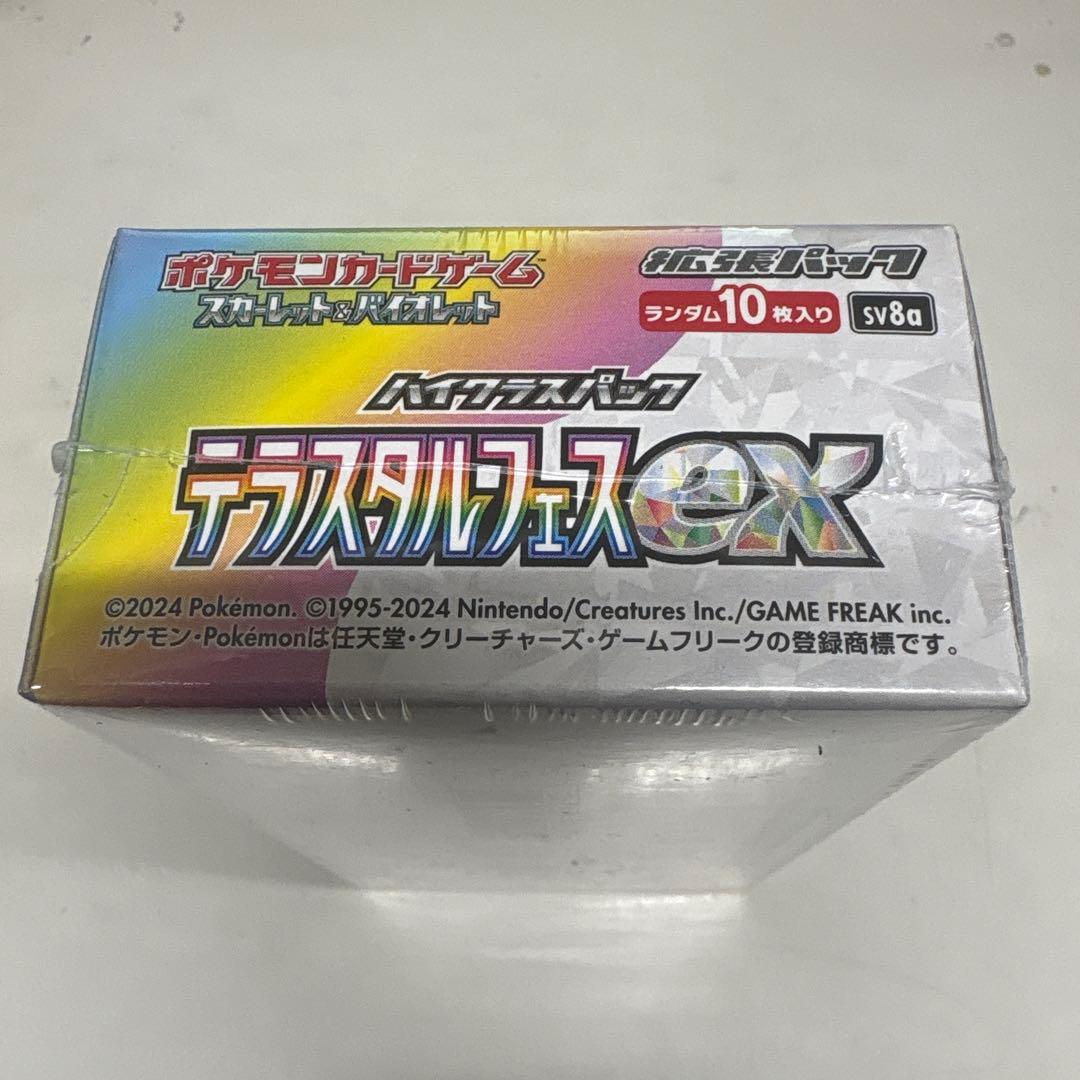 ポケモンカードゲーム™
スカーレット&バイオレット
拡張パック
ランダム10枚入り SV8a
ハイクラスパック
テラスタルフェスex
©2024 Pokémon. ©1995-2024 Nintendo/Creatures Inc./GAME FREAK inc.
ポケモン・Pokémonは任天堂・クリーチャーズ・ゲームフリークの登録商標です。